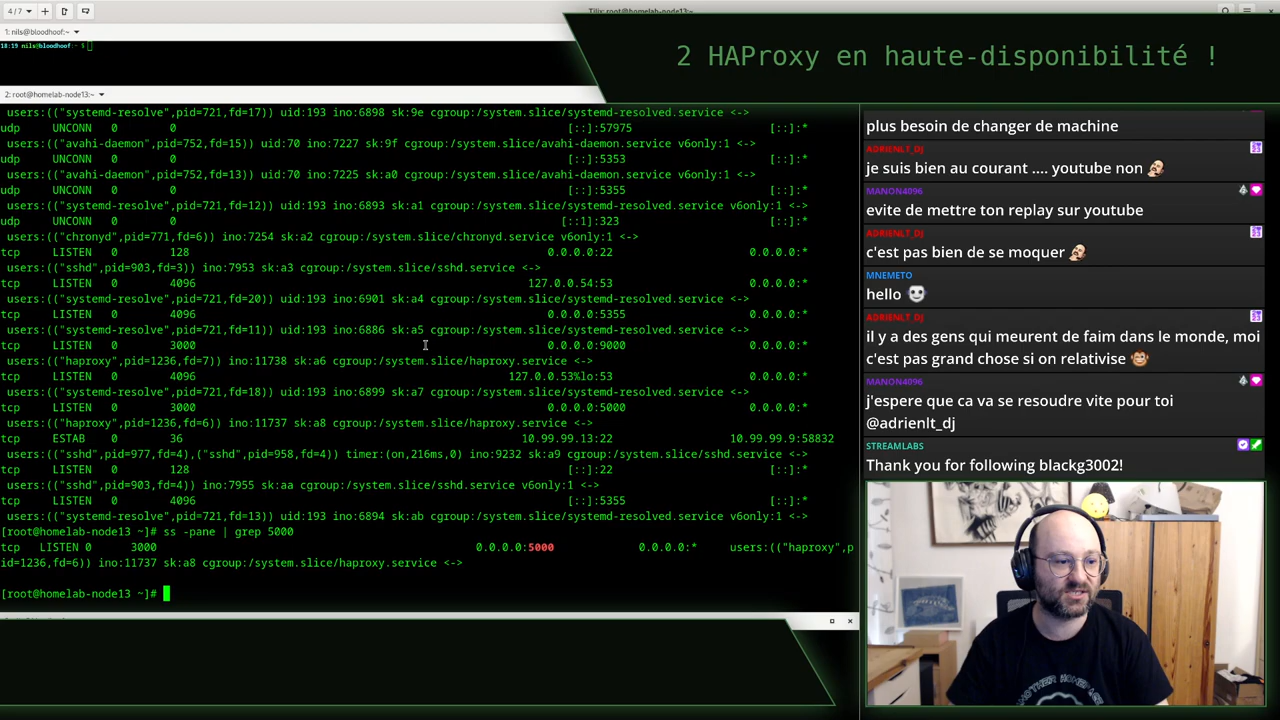 4 / 7
Tilix: root@homelab-node13:~
1: nils@bloodhoof:~
18:19 nils@bloodhoof:~ $
2 HAProxy en haute-disponibilité !
2: root@homelab-node13:~
users:(("systemd-resolve",pid=721,fd=17)) uid:193 ino:6898 sk:9e cgroup:/system.slice/systemd-resolved.service <->
udp UNCONN 0 0 [::]:57975 [::]:*
users:(("avahi-daemon",pid=752,fd=15)) uid:70 ino:7227 sk:9f cgroup:/system.slice/avahi-daemon.service v6only:1 <->
udp UNCONN 0 0 [::]:5353 [::]:*
users:(("avahi-daemon",pid=752,fd=13)) uid:70 ino:7225 sk:a0 cgroup:/system.slice/avahi-daemon.service v6only:1 <->
udp UNCONN 0 0 [::]:5355 [::]:*
users:(("systemd-resolve",pid=721,fd=12)) uid:193 ino:6893 sk:a1 cgroup:/system.slice/systemd-resolved.service v6only:1 <->
udp UNCONN 0 0 [::1]:323 [::]:*
users:(("chronyd",pid=771,fd=6)) ino:7254 sk:a2 cgroup:/system.slice/chronyd.service v6only:1 <->
tcp LISTEN 0 128 0.0.0.0:22 0.0.0.0:*
users:(("sshd",pid=903,fd=3)) ino:7953 sk:a3 cgroup:/system.slice/sshd.service <->
tcp LISTEN 0 4096 127.0.0.54:53 0.0.0.0:*
users:(("systemd-resolve",pid=721,fd=20)) uid:193 ino:6901 sk:a4 cgroup:/system.slice/systemd-resolved.service <->
tcp LISTEN 0 4096 0.0.0.0:5355 0.0.0.0:*
users:(("systemd-resolve",pid=721,fd=11)) uid:193 ino:6886 sk:a5 cgroup:/system.slice/systemd-resolved.service <->
tcp LISTEN 0 3000 0.0.0.0:9000 0.0.0.0:*
users:(("haproxy",pid=1236,fd=7)) ino:11738 sk:a6 cgroup:/system.slice/haproxy.service <->
tcp LISTEN 0 4096 127.0.0.53%lo:53 0.0.0.0:*
users:(("systemd-resolve",pid=721,fd=18)) uid:193 ino:6899 sk:a7 cgroup:/system.slice/systemd-resolved.service <->
tcp LISTEN 0 3000 0.0.0.0:5000 0.0.0.0:*
users:(("haproxy",pid=1236,fd=6)) ino:11737 sk:a8 cgroup:/system.slice/haproxy.service <->
tcp ESTAB 0 36 10.99.99.13:22 10.99.99.9:58832
users:(("sshd",pid=977,fd=4),("sshd",pid=958,fd=4)) timer:(on,216ms,0) ino:9232 sk:a9 cgroup:/system.slice/sshd.service <->
tcp LISTEN 0 128 [::]:22 [::]:*
users:(("sshd",pid=903,fd=4)) ino:7955 sk:aa cgroup:/system.slice/sshd.service v6only:1 <->
tcp LISTEN 0 4096 [::]:5355 [::]:*
users:(("systemd-resolve",pid=721,fd=13)) uid:193 ino:6894 sk:ab cgroup:/system.slice/systemd-resolved.service v6only:1 <->
[root@homelab-node13 ~]# ss -pane | grep 5000
tcp LISTEN 0 3000 0.0.0.0:5000 0.0.0.0:* users:(("haproxy",p
id=1236,fd=6)) ino:11737 sk:a8 cgroup:/system.slice/haproxy.service <->
[root@homelab-node13 ~]#
plus besoin de changer de machine
ADRIENLT_DJ
je suis bien au courant .... youtube non
MANON4096
evite de mettre ton replay sur youtube
ADRIENLT_DJ
c'est pas bien de se moquer
MNEMETO
hello
ADRIENLT_DJ
il y a des gens qui meurent de faim dans le monde, moi
c'est pas grand chose si on relativise
MANON4096
j'espere que ca va se resoudre vite pour toi
@adrienlt_dj
STREAMLABS
Thank you for following blackg3002!